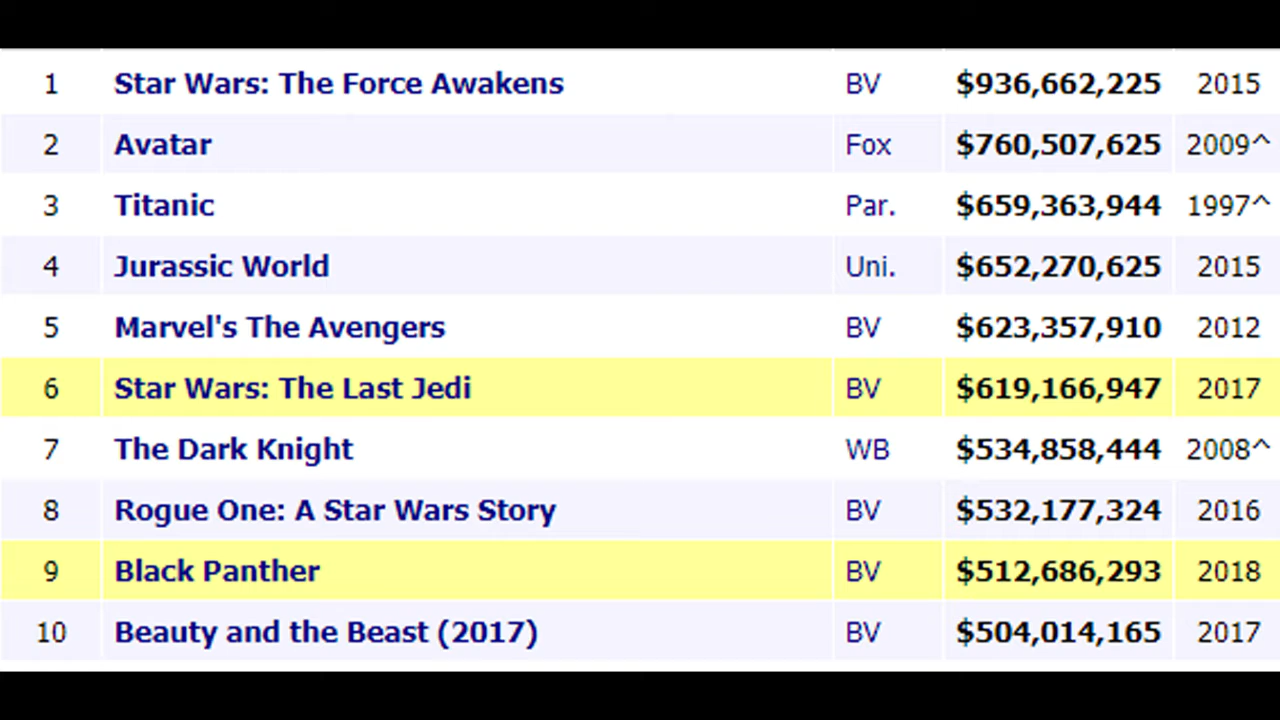 1 Star Wars: The Force Awakens BV $936,662,225 2015
2 Avatar Fox $760,507,625 2009^
3 Titanic Par. $659,363,944 1997^
4 Jurassic World Uni. $652,270,625 2015
5 Marvel's The Avengers BV $623,357,910 2012
6 Star Wars: The Last Jedi BV $619,166,947 2017
7 The Dark Knight WB $534,858,444 2008^
8 Rogue One: A Star Wars Story BV $532,177,324 2016
9 Black Panther BV $512,686,293 2018
10 Beauty and the Beast (2017) BV $504,014,165 2017